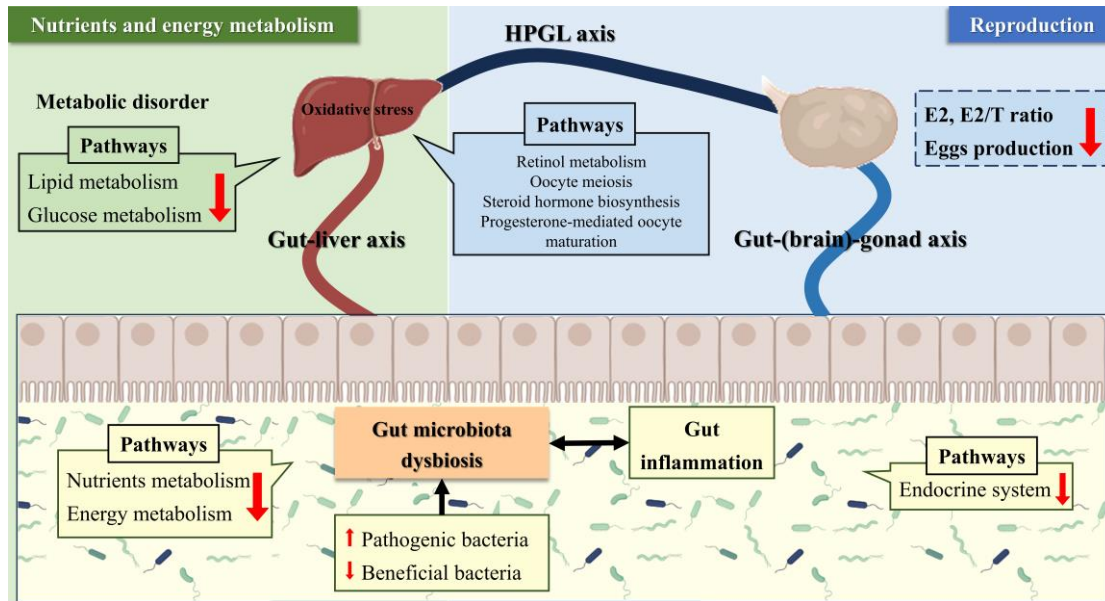 Nutrients and energy metabolism
HPGL axis
Reproduction
Metabolic disorder
Oxidative stress
Pathways
Lipid metabolism
Glucose metabolism
Pathways
Retinol metabolism
Oocyte meiosis
Steroid hormone biosynthesis
Progesterone-mediated oocyte
maturation
E2, E2/T ratio
Eggs production
Gut-liver axis
Gut-(brain)-gonad axis
Pathways
Nutrients metabolism
Energy metabolism
Gut microbiota
dysbiosis
Gut
inflammation
Pathways
Endocrine system
Pathogenic bacteria
Beneficial bacteria